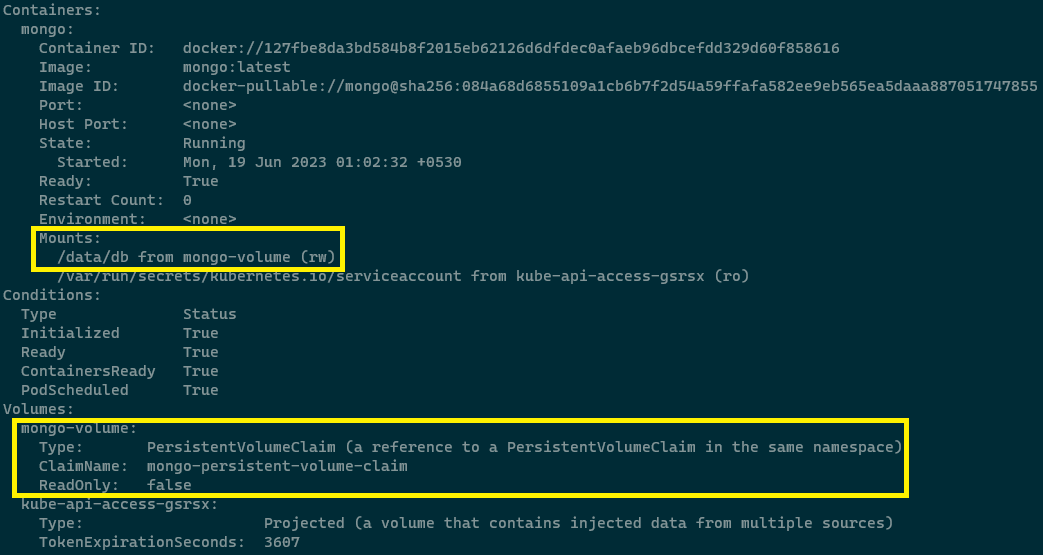 Containers:
  mongo:
    Container ID:   docker://127fbe8da3bd584b8f2015eb62126d6dfdec0afaeb96dbcefdd329d60f858616
    Image:          mongo:latest
    Image ID:       docker-pullable://mongo@sha256:084a68d6855109a1cb6b7f2d54a59ffafa582ee9eb565ea5daaa887051747855
    Port:           <none>
    Host Port:      <none>
    State:          Running
      Started:      Mon, 19 Jun 2023 01:02:32 +0530
    Ready:          True
    Restart Count:  0
    Environment:    <none>
    Mounts:
      /data/db from mongo-volume (rw)
      /var/run/secrets/kubernetes.io/serviceaccount from kube-api-access-gsrsx (ro)
Conditions:
  Type              Status
  Initialized       True
  Ready             True
  ContainersReady   True
  PodScheduled      True
Volumes:
  mongo-volume:
    Type:       PersistentVolumeClaim (a reference to a PersistentVolumeClaim in the same namespace)
    ClaimName:  mongo-persistent-volume-claim
    ReadOnly:   false
  kube-api-access-gsrsx:
    Type:                    Projected (a volume that contains injected data from multiple sources)
    TokenExpirationSeconds:  3607